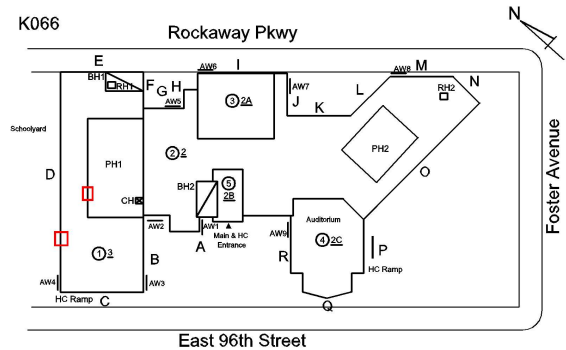 K066
Rockaway Pkwy
N
E
BH1
RH1
F
G
H
AW5
AW6
I
AW7
J
K
L
AW8
M
N
RH2
3 2A
Schoolyard
D
PH1
2 2
PH2
O
Foster Avenue
CH
BH2
5
2B
AW2
A
AW1
Main & HC
Entrance
Auditorium
AW9
4 2C
P
HC Ramp
R
Q
1 3
B
AW4
AW3
HC Ramp
C
East 96th Street